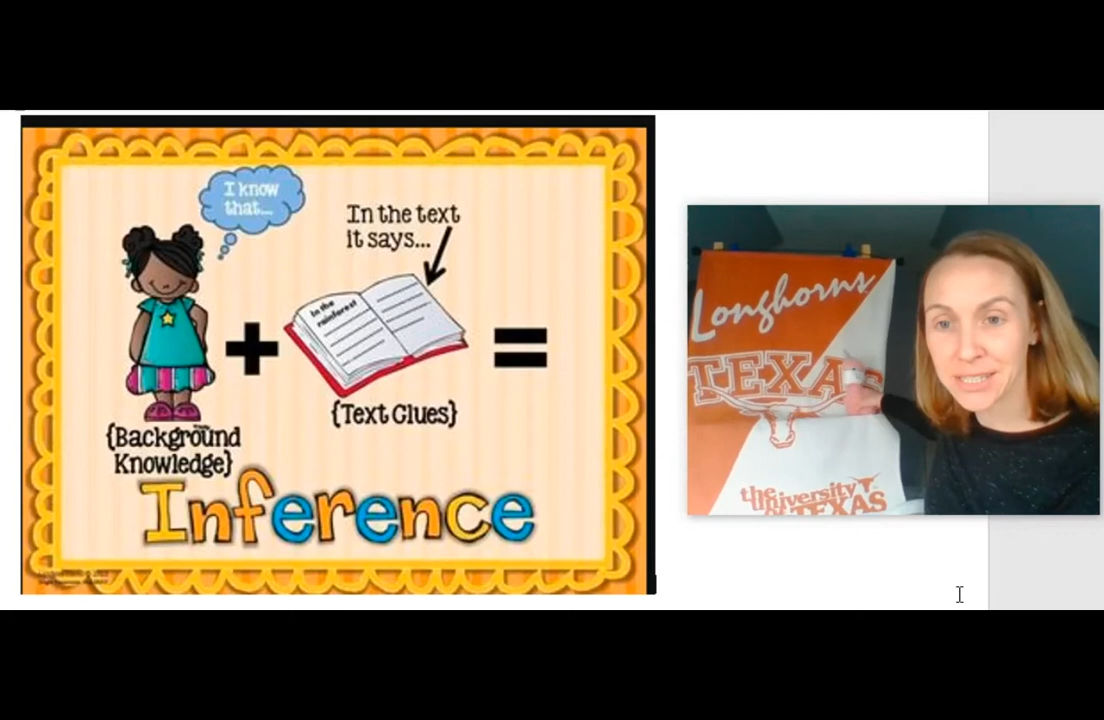 I know
that...
In the text
it says...
In the
rainforest
{Text Clues}
{Background
Knowledge}
Inference
Longhorns
TEXAS
the
University
of TEXAS